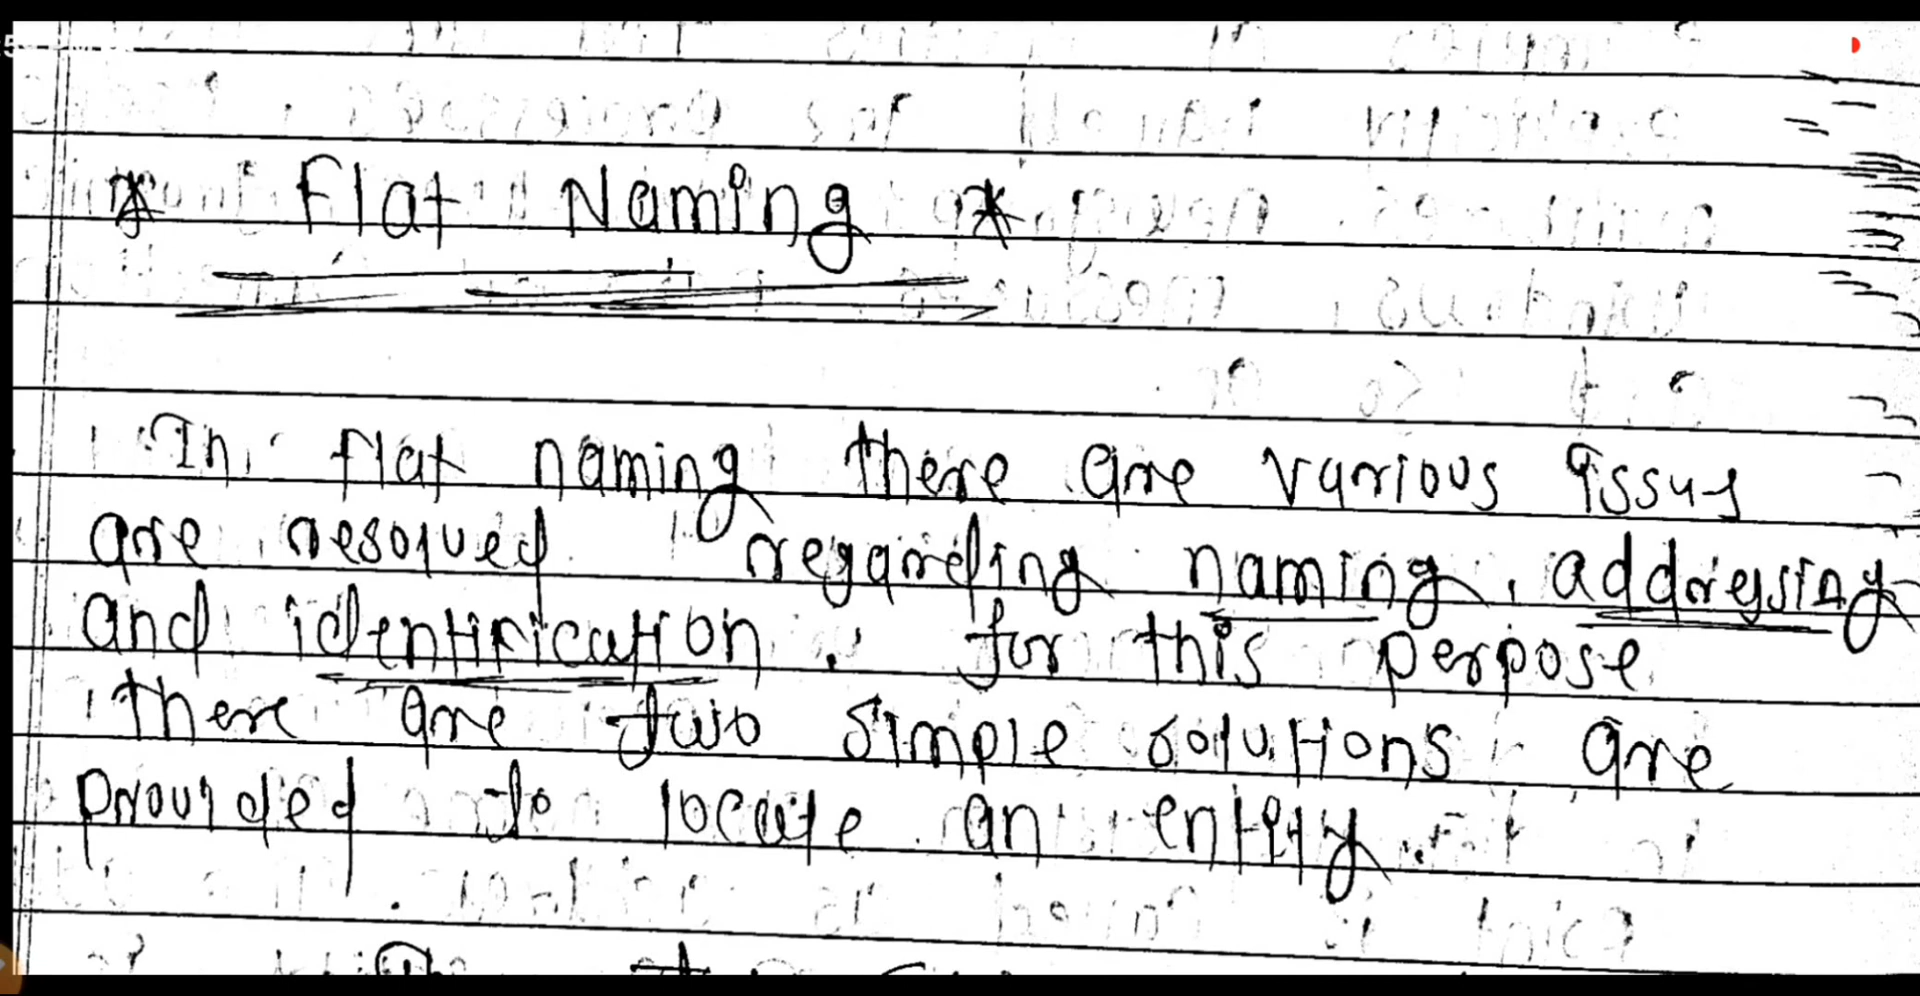 * Flat Naming *
In flat naming there are various issus
are resolved regarding naming, addressing
and identification. for this perpose
there are two simple solutions are
provided to locate an entity.